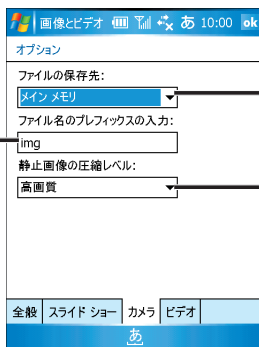 画像とビデオ あ 10:00 ok
オプション
ファイルの保存先:
メイン メモリ
ファイル名のプレフィックスの入力:
img
静止画像の圧縮レベル:
高画質
全般 スライド ショー カメラ ビデオ
あ